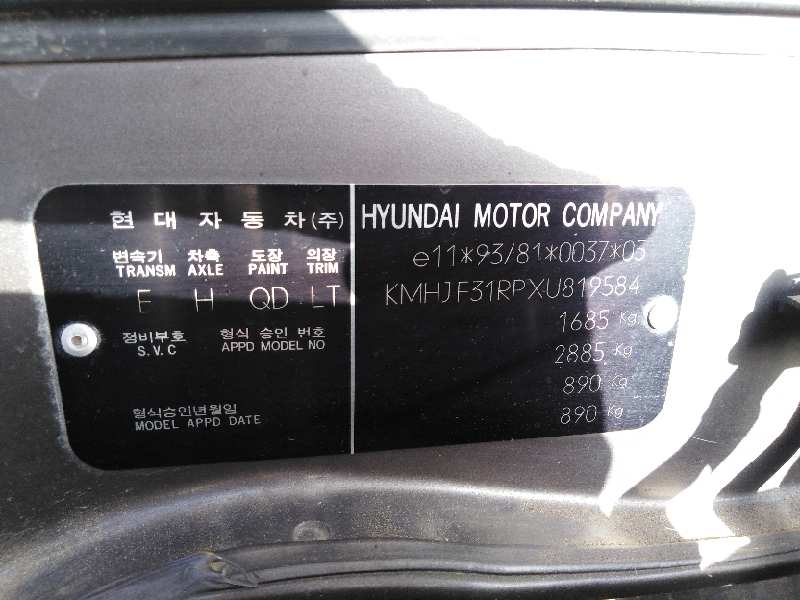 현대자동차(주)
변속기 차축 도장 의장
TRANSM AXLE PAINT TRIM
E H QD LT
정비부호 형식 승인 번호
S.V.C APPD MODEL NO
형식승인년월일
MODEL APPD DATE
HYUNDAI MOTOR COMPANY
e11*93/81*0037*03
KMHJF31RPXU819584
1685 Kg
2885 Kg
890 Kg
890 Kg